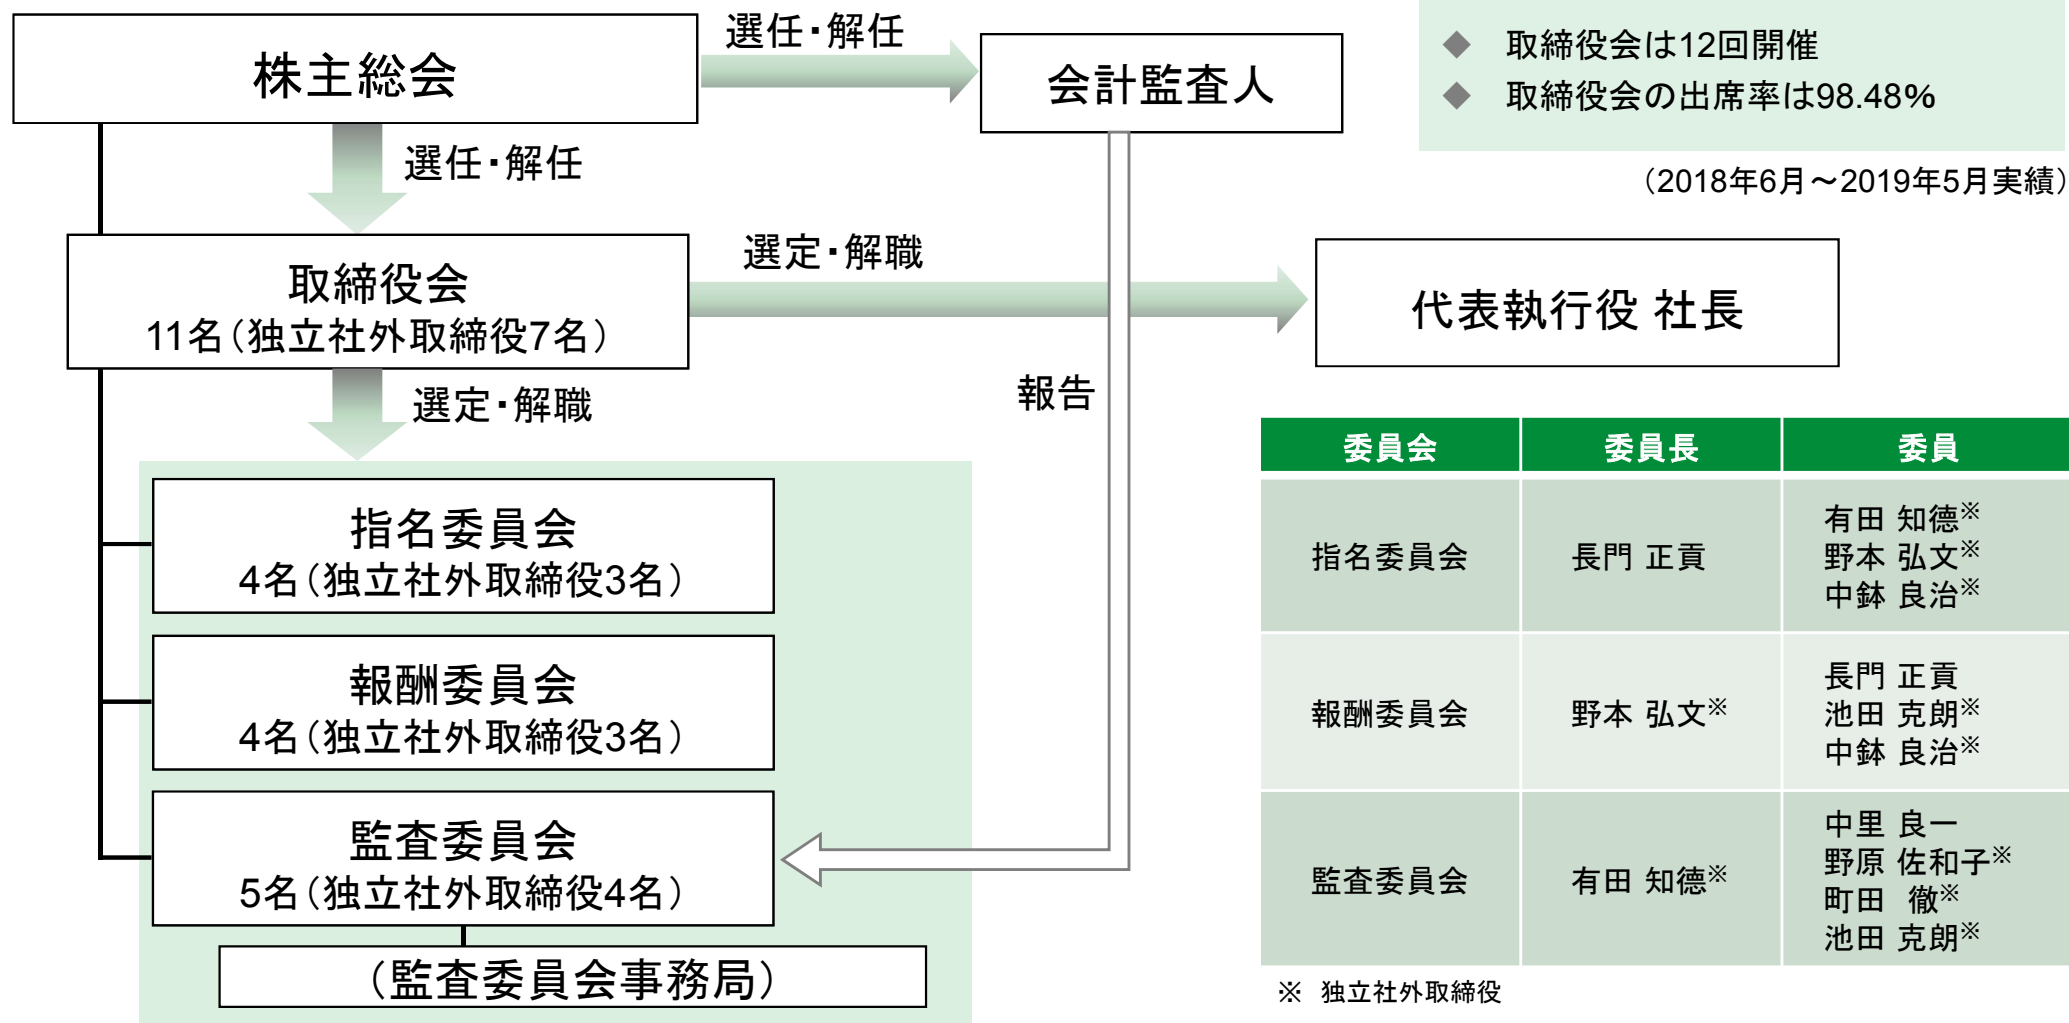 株主総会
選任・解任
会計監査人
◆ 取締役会は12回開催
◆ 取締役会の出席率は98.48%
（2018年6月～2019年5月実績）
選任・解任
取締役会
11名（独立社外取締役7名）
選定・解職
代表執行役 社長
選定・解職
報告
指名委員会
4名（独立社外取締役3名）
報酬委員会
4名（独立社外取締役3名）
監査委員会
5名（独立社外取締役4名）
（監査委員会事務局）
委員会 委員長 委員
指名委員会 長門 正貢
有田 知德※
野本 弘文※
中鉢 良治※
報酬委員会 野本 弘文※
長門 正貢
池田 克朗※
中鉢 良治※
監査委員会 有田 知德※
中里 良一
野原 佐和子※
町田 徹※
池田 克朗※
※ 独立社外取締役